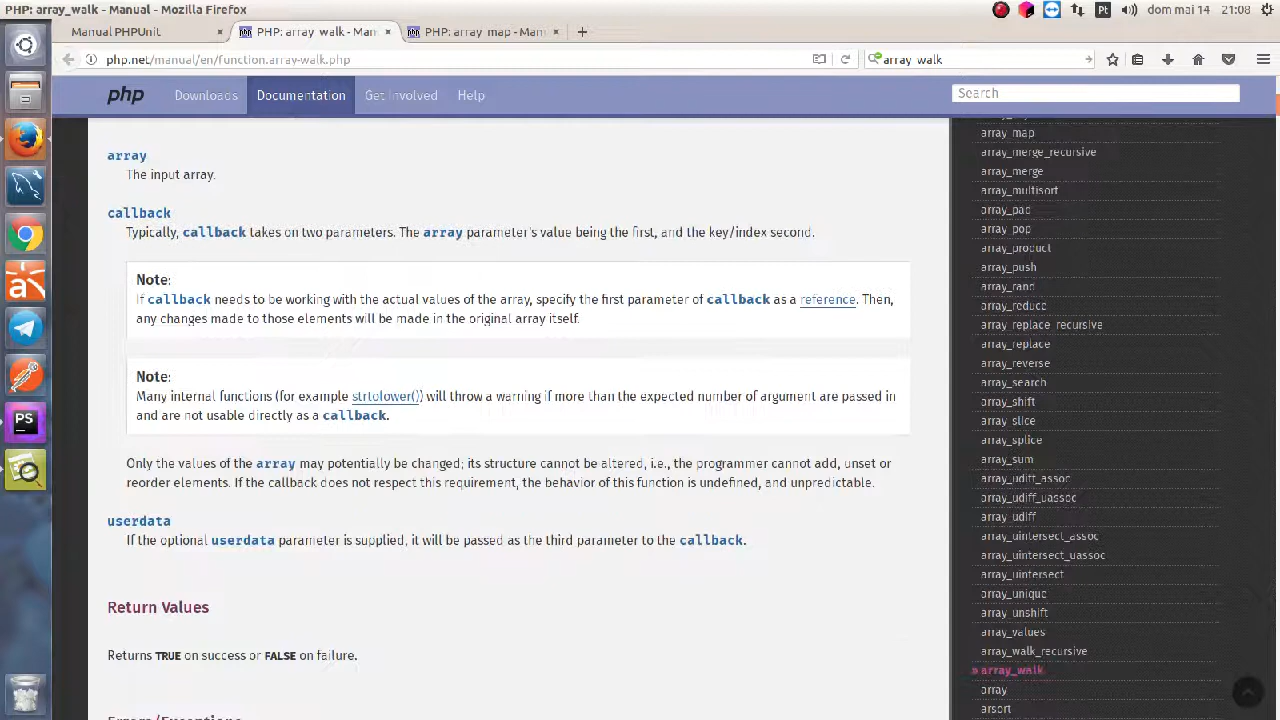 PHP: array_walk - Manual - Mozilla Firefox
Pt
dom mai 14
21:08
Manual PHPUnit
PHP: array_walk - Man
PHP: array_map - Man
php.net/manual/en/function.array-walk.php
array_walk
php
Downloads
Documentation
Get Involved
Help
Search
array
The input array.
callback
Typically, callback takes on two parameters. The array parameter's value being the first, and the key/index second.
Note:
If callback needs to be working with the actual values of the array, specify the first parameter of callback as a reference. Then,
any changes made to those elements will be made in the original array itself.
Note:
Many internal functions (for example strtolower()) will throw a warning if more than the expected number of argument are passed in
and are not usable directly as a callback.
Only the values of the array may potentially be changed; its structure cannot be altered, i.e., the programmer cannot add, unset or
reorder elements. If the callback does not respect this requirement, the behavior of this function is undefined, and unpredictable.
userdata
If the optional userdata parameter is supplied, it will be passed as the third parameter to the callback.
Return Values
Returns TRUE on success or FALSE on failure.
Errors/Exceptions
array_map
array_merge_recursive
array_merge
array_multisort
array_pad
array_pop
array_product
array_push
array_rand
array_reduce
array_replace_recursive
array_replace
array_reverse
array_search
array_shift
array_slice
array_splice
array_sum
array_udiff_assoc
array_udiff_uassoc
array_udiff
array_uintersect_assoc
array_uintersect_uassoc
array_uintersect
array_unique
array_unshift
array_values
array_walk_recursive
» array_walk
array
arsort
PS